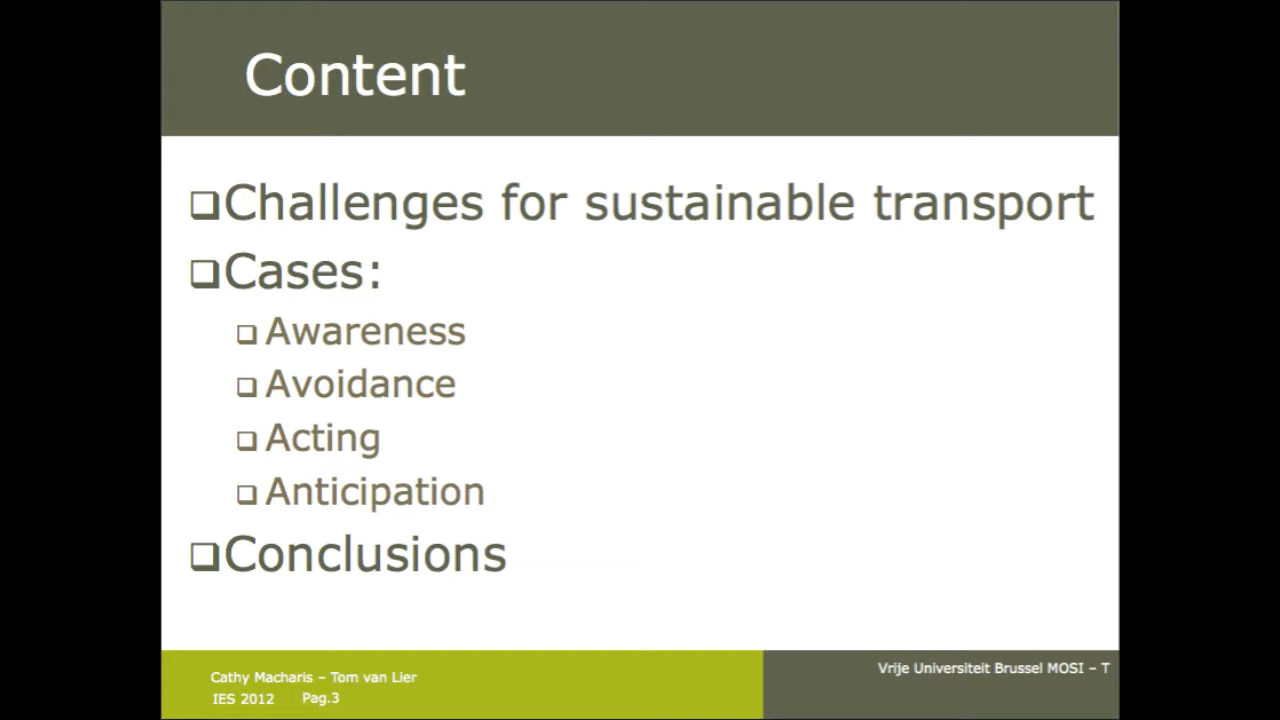 Content
Challenges for sustainable transport
Cases:
Awareness
Avoidance
Acting
Anticipation
Conclusions
Cathy Macharis – Tom van Lier
IES 2012 Pag.3
Vrije Universiteit Brussel MOSI – T